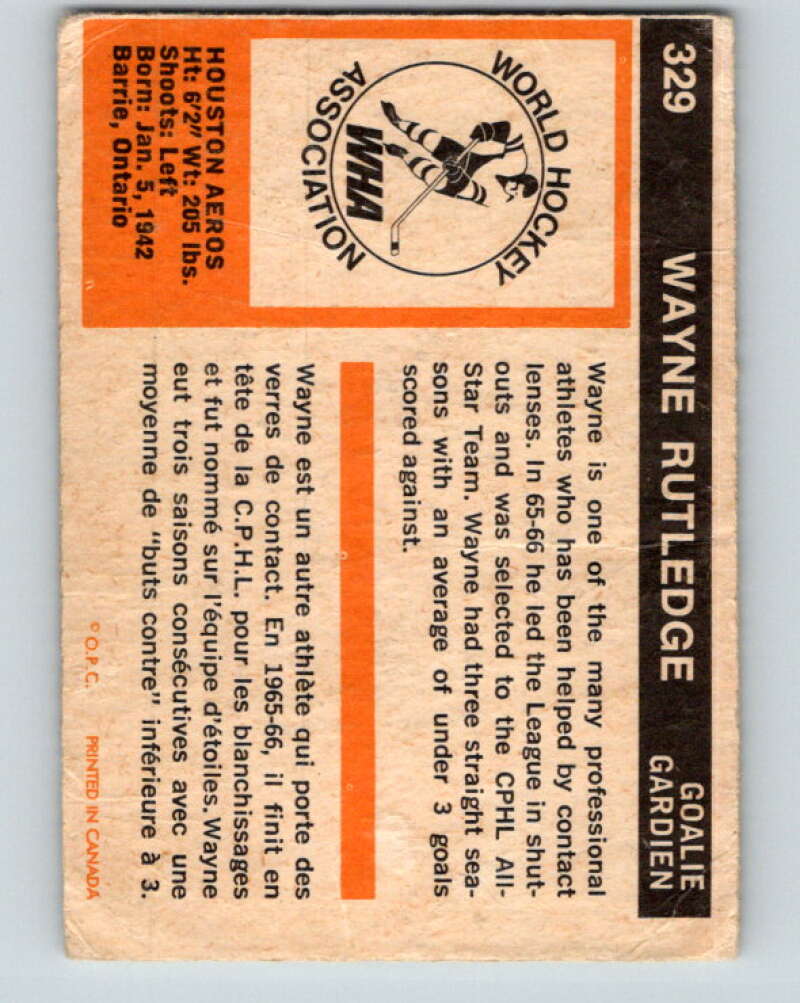 329 WAYNE RUTLEDGE GOALIE
GARDIEN
WORLD HOCKEY
ASSOCIATION
WHA
HOUSTON AEROS
Ht: 6'2" Wt: 205 lbs.
Shoots: Left
Born: Jan. 5, 1942
Barrie, Ontario
Wayne is one of the many professional
athletes who has been helped by contact
lenses. In 65-66 he led the League in shut-
outs and was selected to the CPHL All-
Star Team. Wayne had three straight sea-
sons with an average of under 3 goals
scored against.
Wayne est un autre athlète qui porte des
verres de contact. En 1965-66, il finit en
tête de la C.P.H.L. pour les blanchissages
et fut nommé sur l'équipe d'étoiles. Wayne
eut trois saisons consécutives avec une
moyenne de "buts contre" inférieure à 3.
© O.P.C. PRINTED IN CANADA